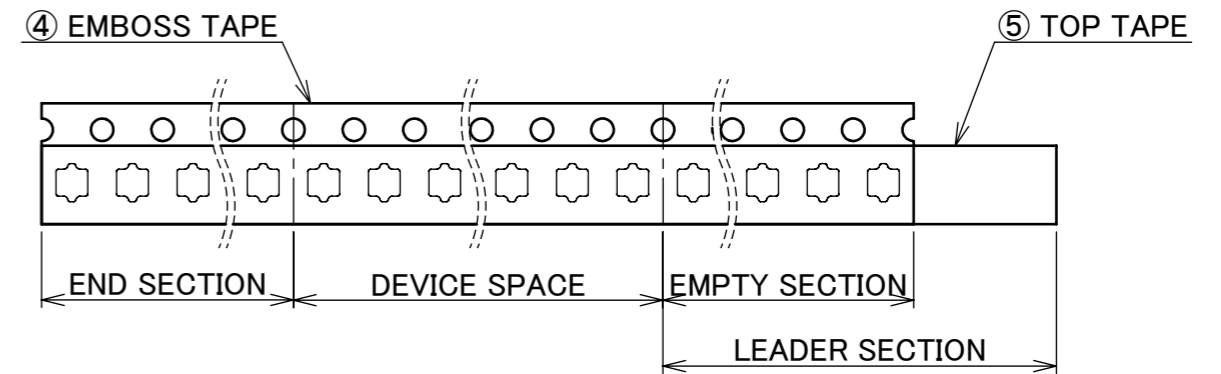 ④ EMBOSS TAPE
⑤ TOP TAPE
END SECTION
DEVICE SPACE
EMPTY SECTION
LEADER SECTION